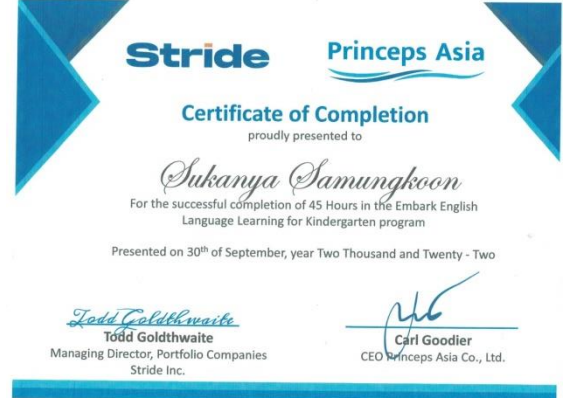 Stride
Princeps Asia
Certificate of Completion
proudly presented to
Sukanya Samungkoon
For the successful completion of 45 Hours in the Embark English
Language Learning for Kindergarten program
Presented on 30th of September, year Two Thousand and Twenty - Two
Todd Goldthwaite
Todd Goldthwaite
Managing Director, Portfolio Companies
Stride Inc.
Carl Goodier
CEO Princeps Asia Co., Ltd.